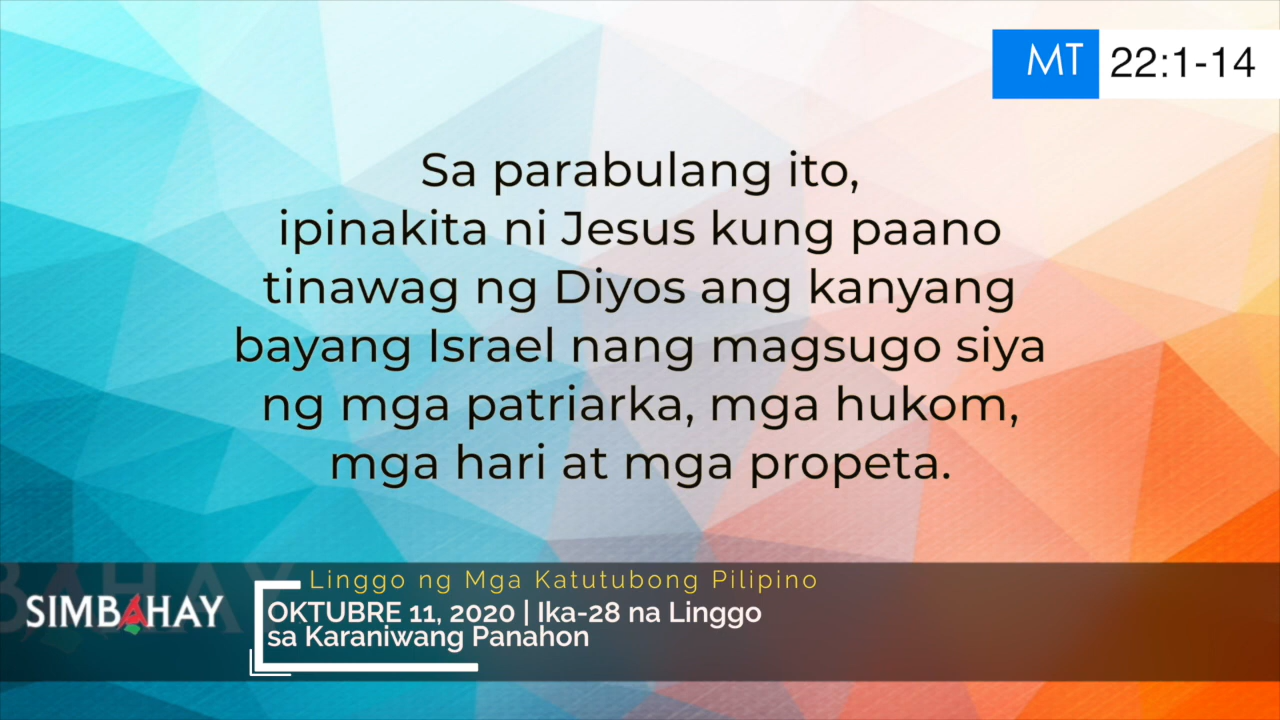 MT 22:1-14
Sa parabulang ito,
ipinakita ni Jesus kung paano
tinawag ng Diyos ang kanyang
bayang Israel nang magsugo siya
ng mga patriarka, mga hukom,
mga hari at mga propeta.
Linggo ng Mga Katutubong Pilipino
SIMBAHAY
OKTUBRE 11, 2020 | Ika-28 na Linggo
sa Karaniwang Panahon